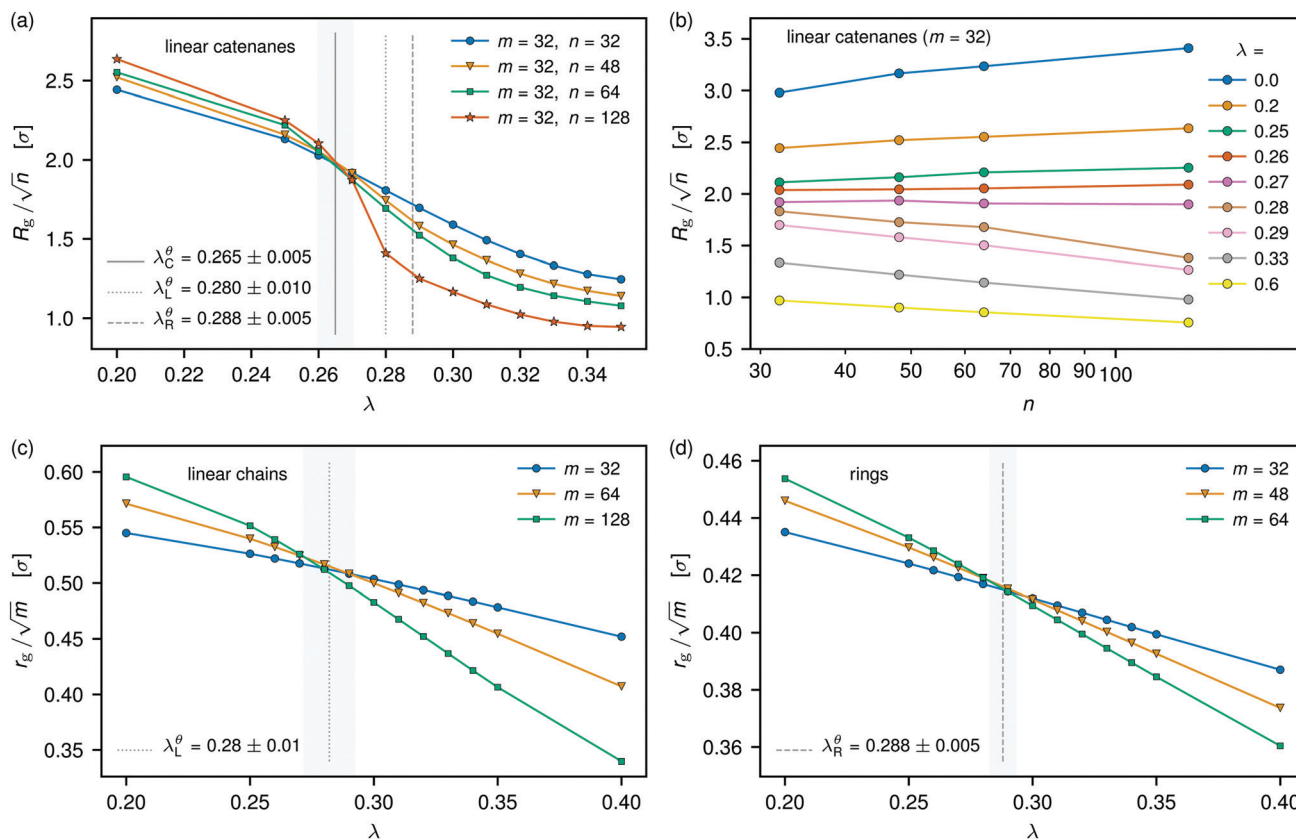 (a)
linear catenanes
m = 32, n = 32
m = 32, n = 48
m = 32, n = 64
m = 32, n = 128
λ_C^θ = 0.265 ± 0.005
λ_L^θ = 0.280 ± 0.010
λ_R^θ = 0.288 ± 0.005
R_g / √n [σ]
2.5
2.0
1.5
1.0
0.20 0.22 0.24 0.26 0.28 0.30 0.32 0.34
λ
(b)
linear catenanes (m = 32)
λ =
0.0
0.2
0.25
0.26
0.27
0.28
0.29
0.33
0.6
R_g / √n [σ]
3.5
3.0
2.5
2.0
1.5
1.0
0.5
30 40 50 60 70 80 90 100
n
(c)
linear chains
m = 32
m = 64
m = 128
λ_L^θ = 0.28 ± 0.01
r_g / √m [σ]
0.60
0.55
0.50
0.45
0.40
0.35
0.20 0.25 0.30 0.35 0.40
λ
(d)
rings
m = 32
m = 48
m = 64
λ_R^θ = 0.288 ± 0.005
r_g / √m [σ]
0.46
0.44
0.42
0.40
0.38
0.36
0.20 0.25 0.30 0.35 0.40
λ